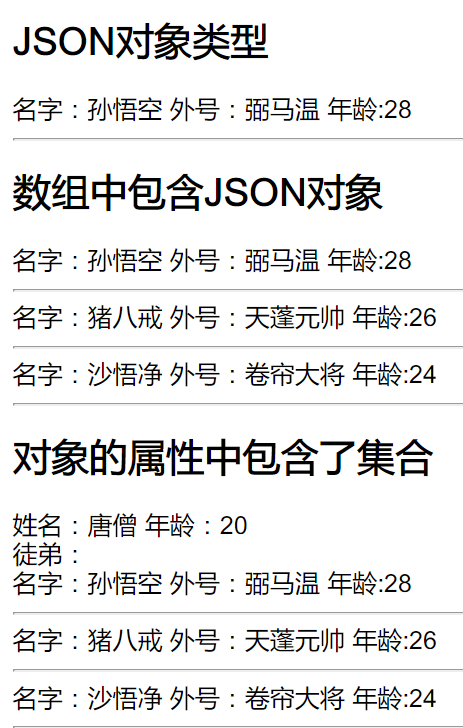 JSON对象类型
名字：孙悟空 外号：弼马温 年龄:28
数组中包含JSON对象
名字：孙悟空 外号：弼马温 年龄:28
名字：猪八戒 外号：天蓬元帅 年龄:26
名字：沙悟净 外号：卷帘大将 年龄:24
对象的属性中包含了集合
姓名：唐僧 年龄：20
徒弟：
名字：孙悟空 外号：弼马温 年龄:28
名字：猪八戒 外号：天蓬元帅 年龄:26
名字：沙悟净 外号：卷帘大将 年龄:24